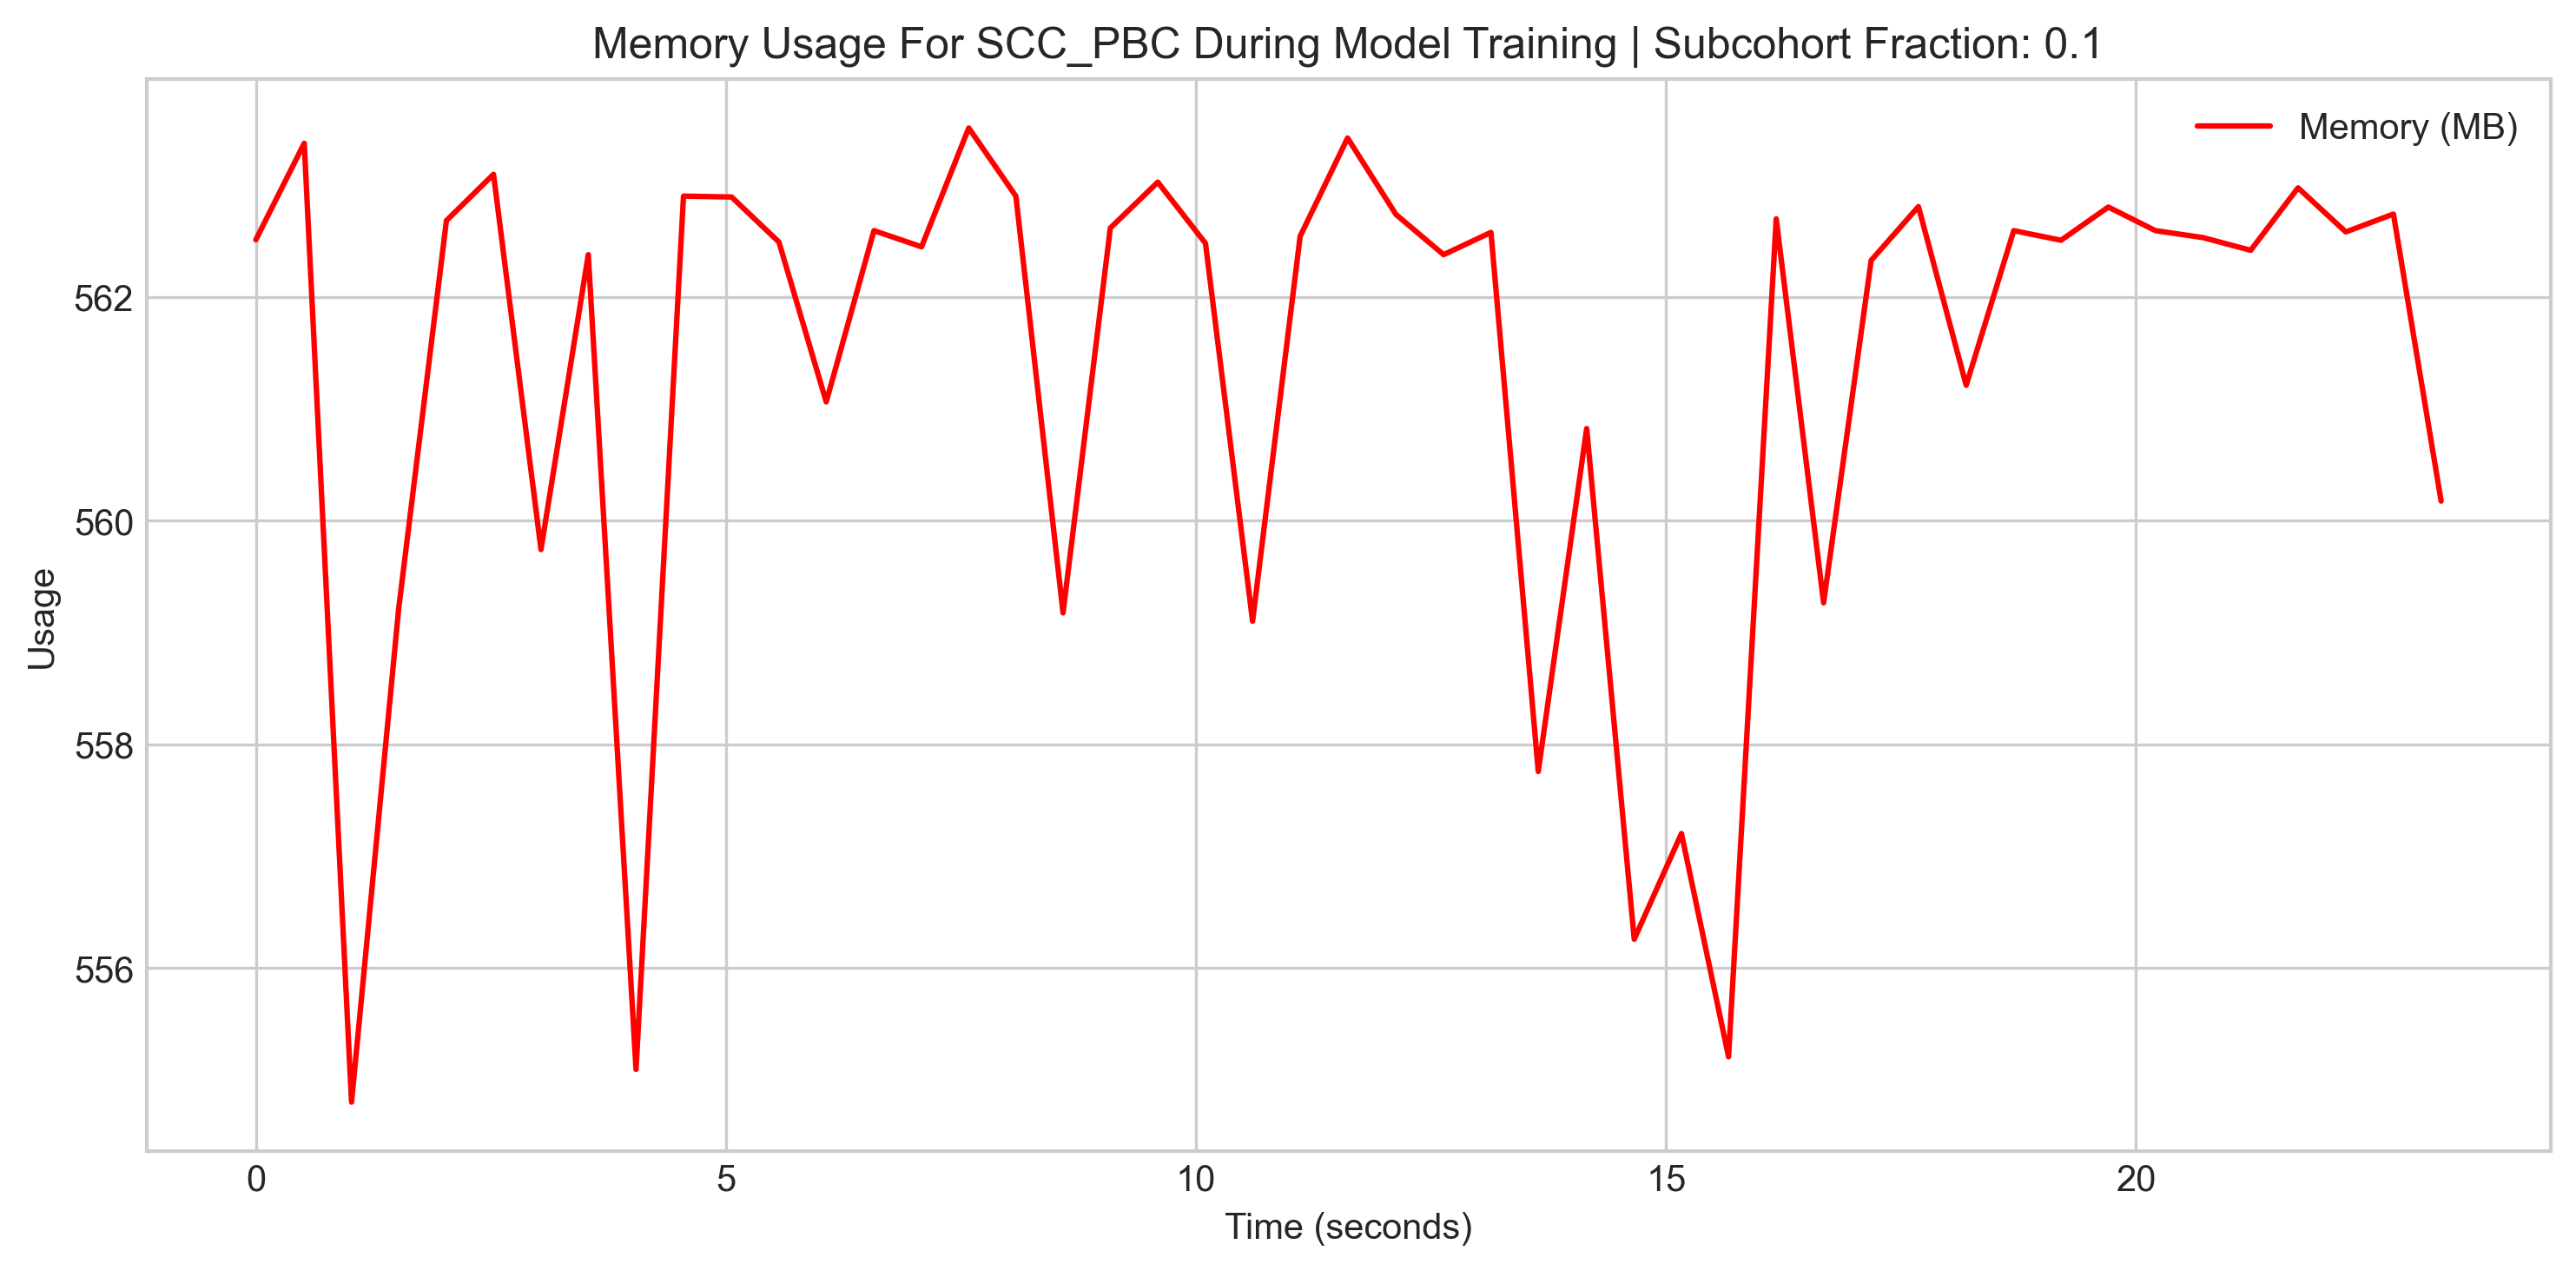 Memory Usage For SCC_PBC During Model Training | Subcohort Fraction: 0.1
Memory (MB)
Usage
562
560
558
556
0 5 10 15 20
Time (seconds)